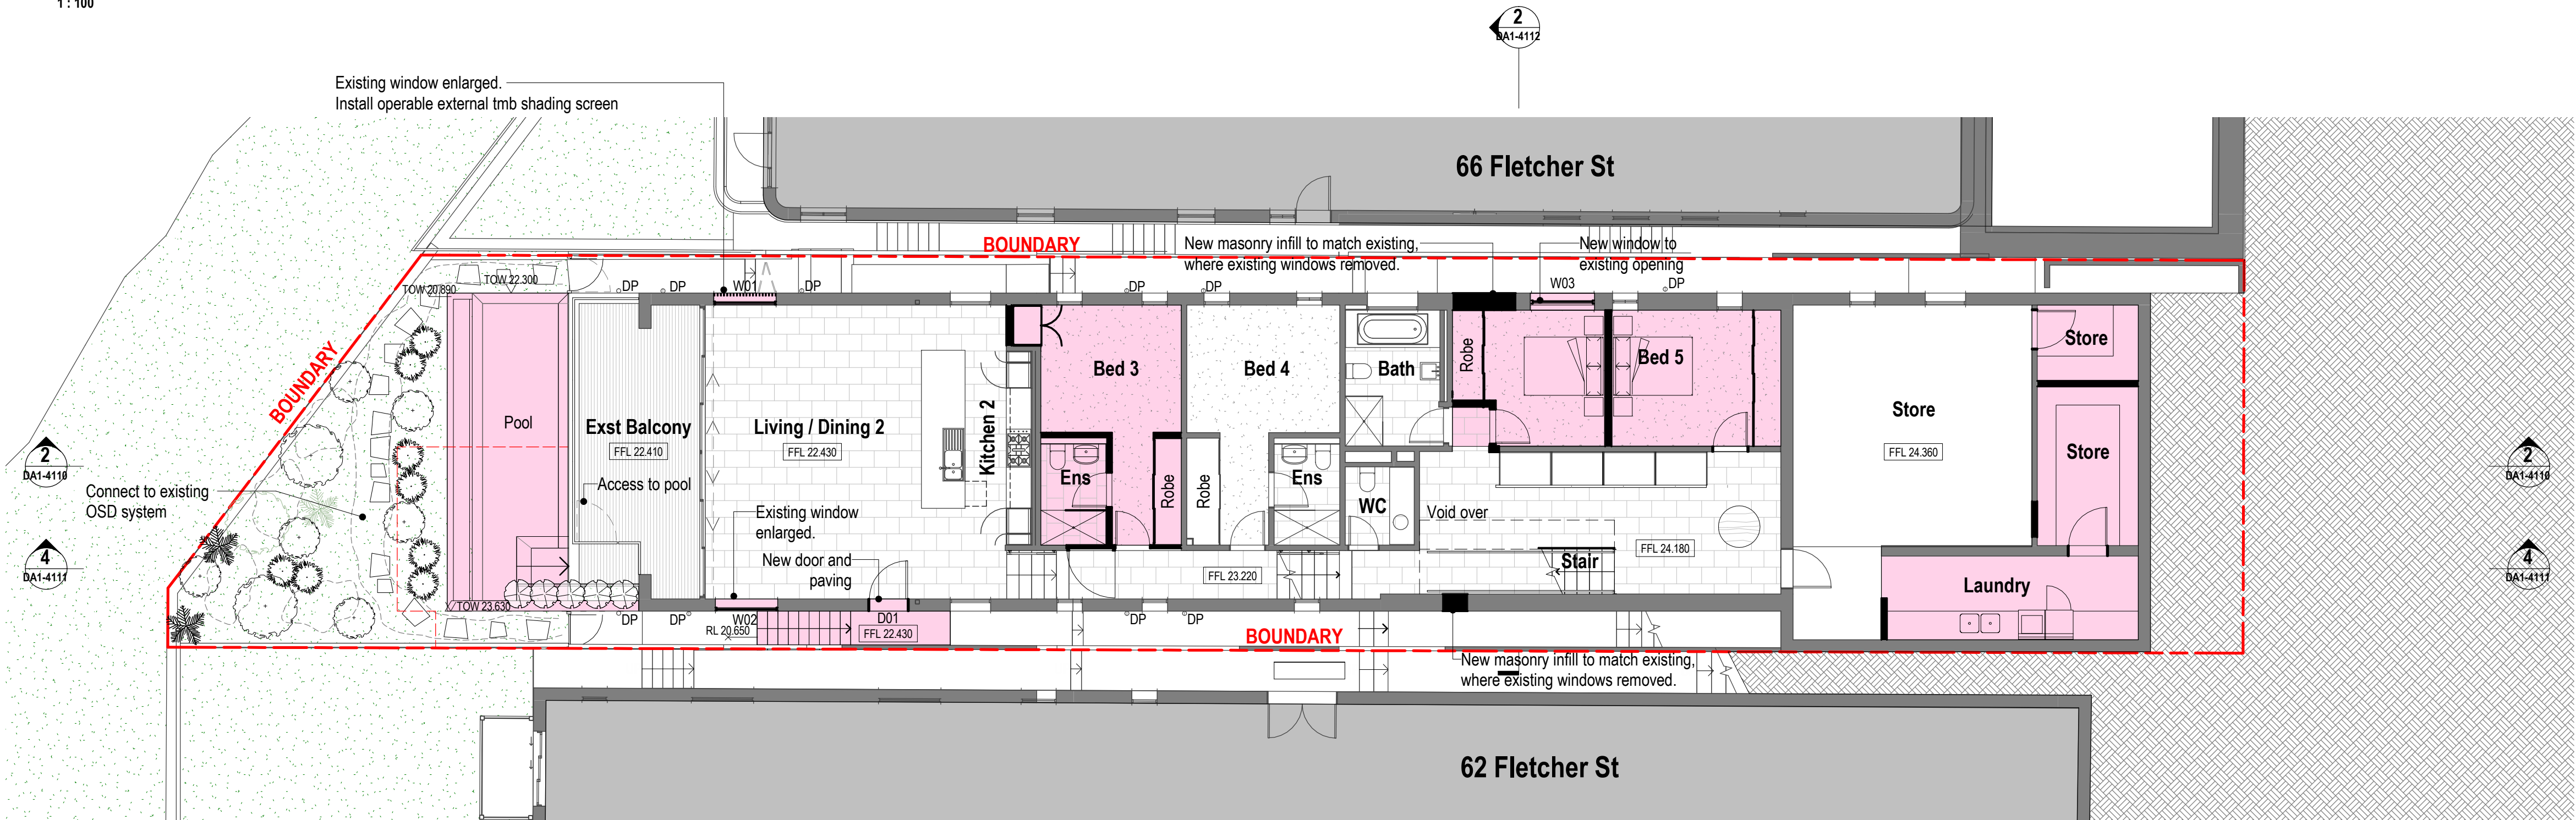 1 : 100
2
DA1-4112
Existing window enlarged.
Install operable external tmb shading screen
66 Fletcher St
BOUNDARY
New masonry infill to match existing,
where existing windows removed.
New window to
existing opening
TOW 22.300
TOW 20.890
DP
DP
W01
DP
DP
DP
W03
DP
BOUNDARY
Pool
Exst Balcony
FFL 22.410
Access to pool
Living / Dining 2
FFL 22.430
Kitchen 2
Bed 3
Bed 4
Bath
Robe
Bed 5
Store
FFL 24.360
Store
Store
2
DA1-4110
Connect to existing
OSD system
4
DA1-4111
Existing window
enlarged.
New door and
paving
Ens
Robe
Robe
Ens
WC
Void over
FFL 23.220
Stair
FFL 24.180
Laundry
2
DA1-4110
4
DA1-4111
TOW 23.630
DP
DP
W02
RL 20.650
D01
FFL 22.430
DP
DP
BOUNDARY
New masonry infill to match existing,
where existing windows removed.
62 Fletcher St